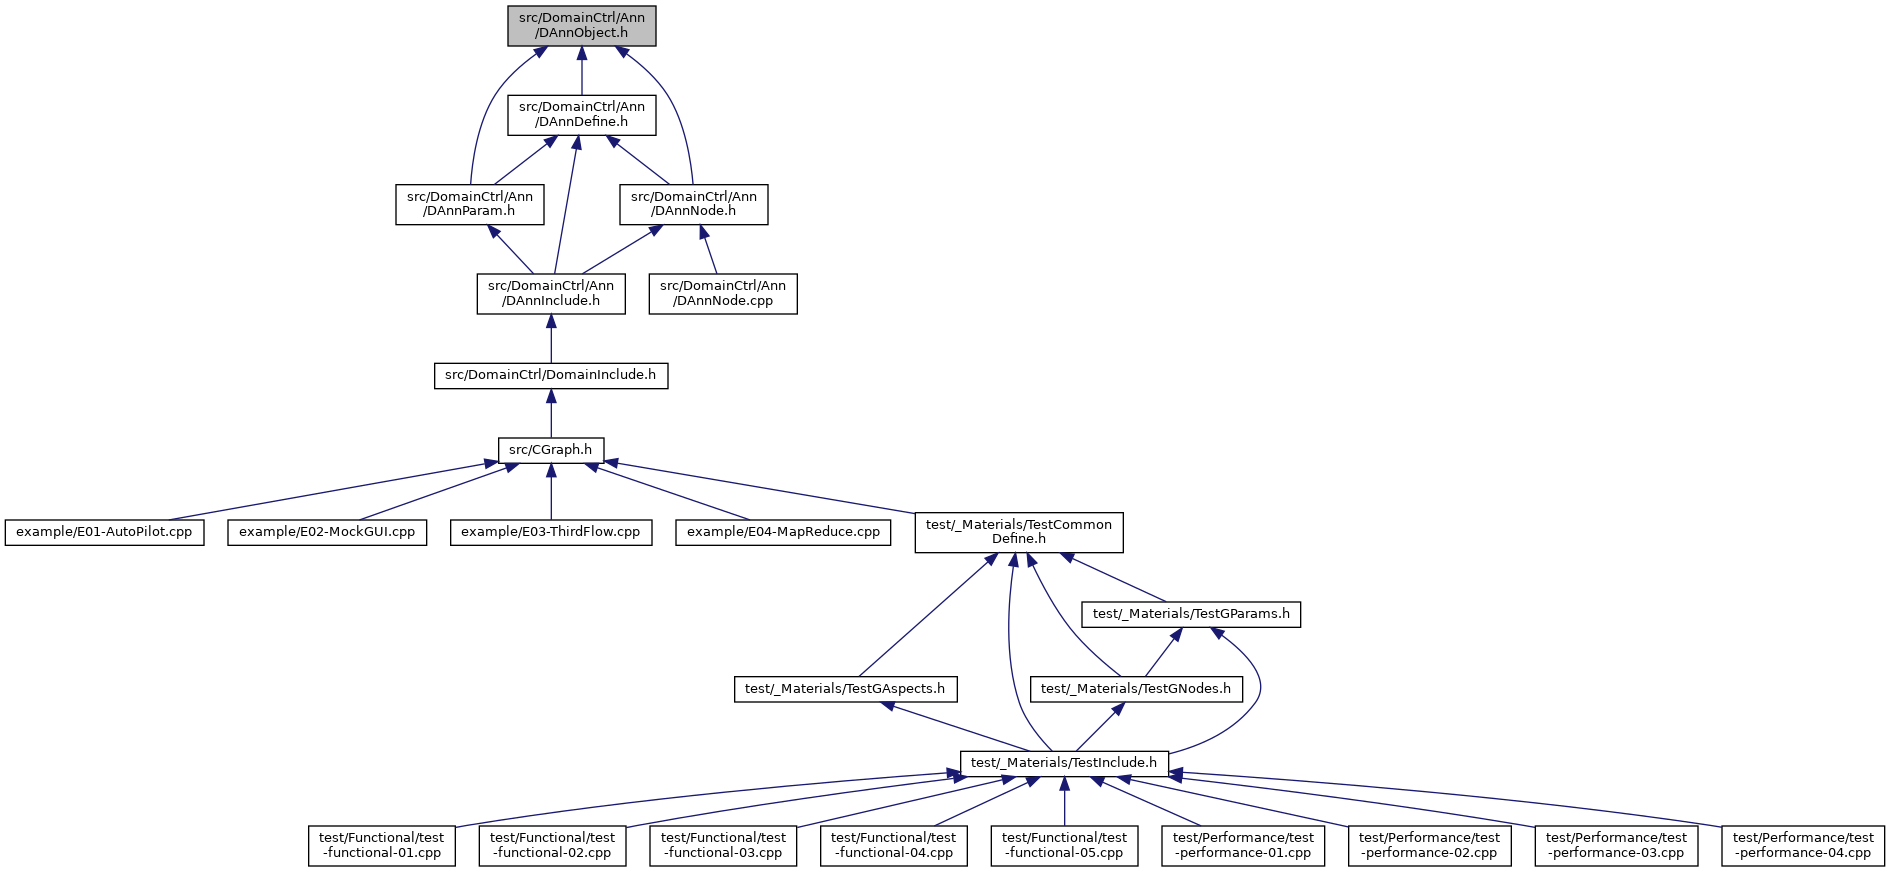 src/DomainCtrl/Ann
/DAnnObject.h
src/DomainCtrl/Ann
/DAnnDefine.h
src/DomainCtrl/Ann
/DAnnParam.h
src/DomainCtrl/Ann
/DAnnNode.h
src/DomainCtrl/Ann
/DAnnInclude.h
src/DomainCtrl/Ann
/DAnnNode.cpp
src/DomainCtrl/DomainInclude.h
src/CGraph.h
example/E01-AutoPilot.cpp
example/E02-MockGUI.cpp
example/E03-ThirdFlow.cpp
example/E04-MapReduce.cpp
test/_Materials/TestCommon
Define.h
test/_Materials/TestGParams.h
test/_Materials/TestGAspects.h
test/_Materials/TestGNodes.h
test/_Materials/TestInclude.h
test/Functional/test
-functional-01.cpp
test/Functional/test
-functional-02.cpp
test/Functional/test
-functional-03.cpp
test/Functional/test
-functional-04.cpp
test/Functional/test
-functional-05.cpp
test/Performance/test
-performance-01.cpp
test/Performance/test
-performance-02.cpp
test/Performance/test
-performance-03.cpp
test/Performance/test
-performance-04.cpp